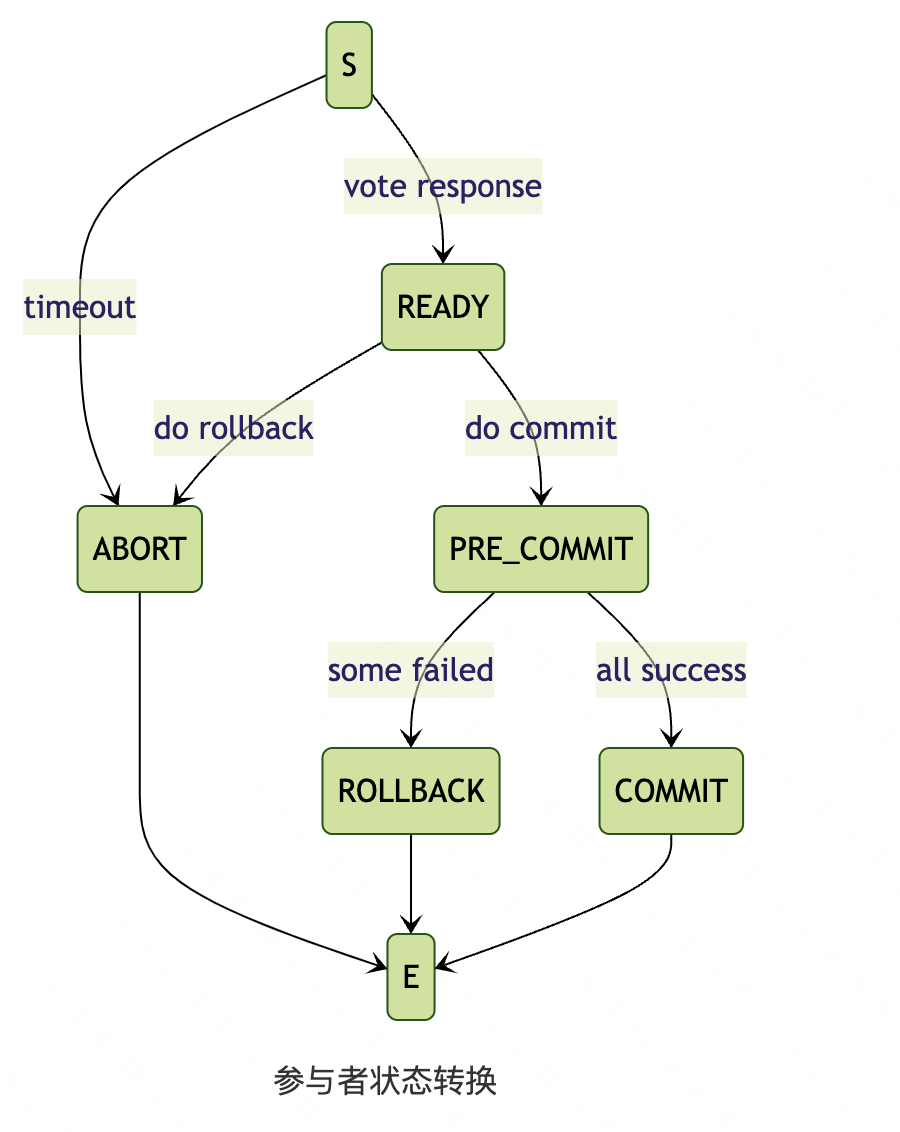 S
vote response
timeout
READY
do rollback
do commit
ABORT
PRE_COMMIT
some failed
all success
ROLLBACK
COMMIT
E
参与者状态转换